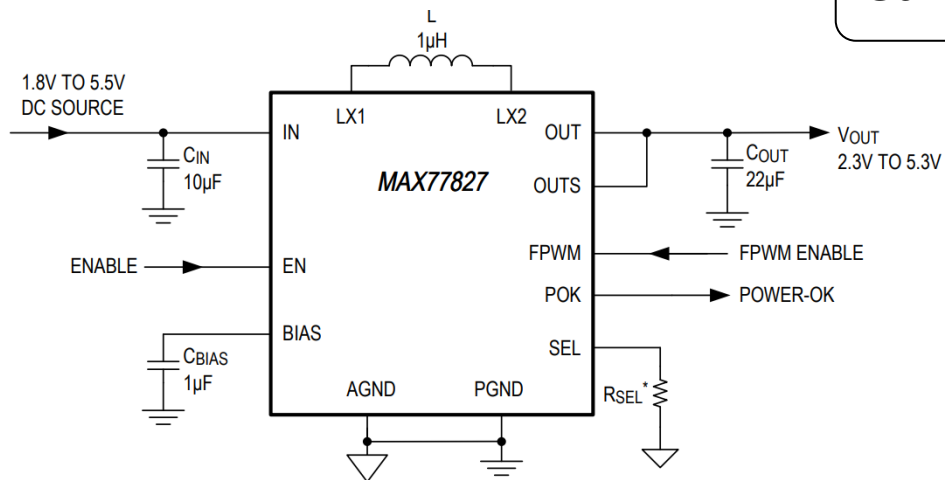 L
1µH
1.8V TO 5.5V
DC SOURCE
LX1
LX2
IN
OUT
VOUT
2.3V TO 5.3V
CIN
10µF
MAX77827
COUT
22µF
OUTS
FPWM
FPWM ENABLE
ENABLE
EN
POK
POWER-OK
BIAS
SEL
CBIAS
1µF
AGND
PGND
RSEL*